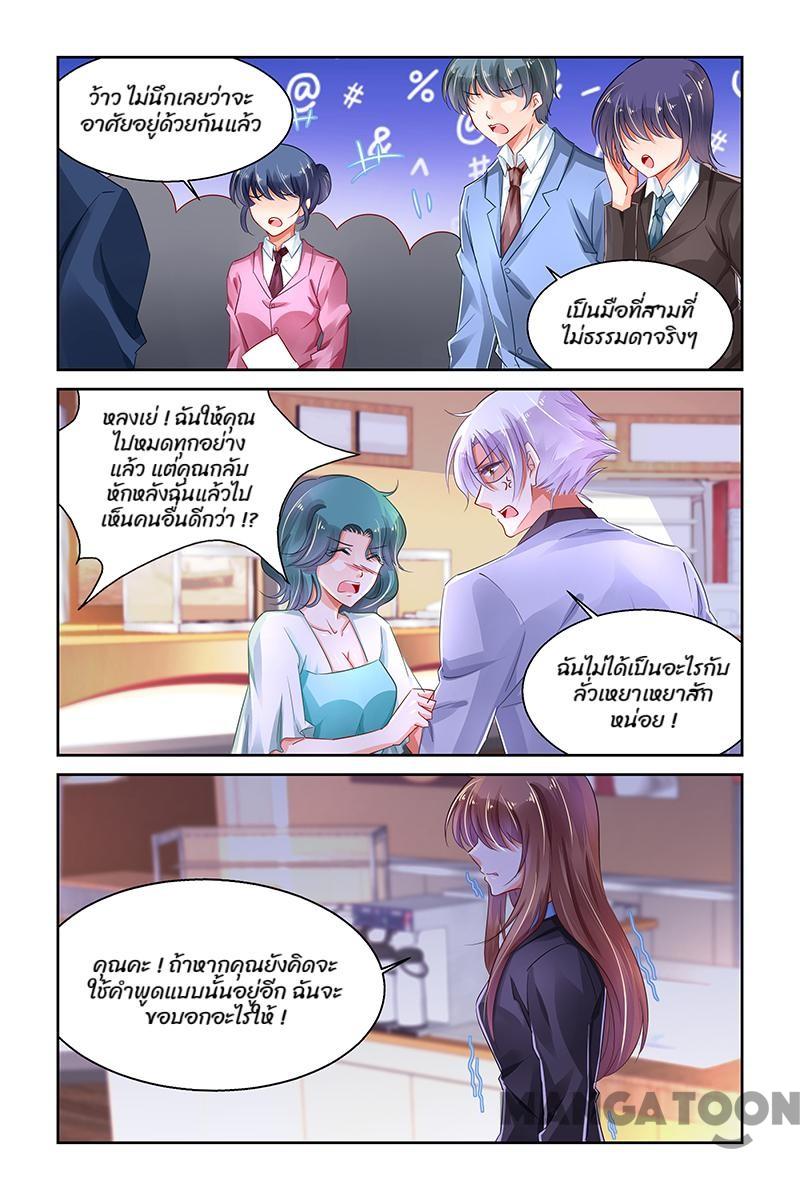 ว้าว ไม่นึกเลยว่าจะ
อาศัยอยู่ด้วยกันแล้ว
@ # % & ^ @ # &
เป็นมือที่สามที่
ไม่ธรรมดาจริงๆ
หลงเย่ ! ฉันให้คุณ
ไปหมดทุกอย่าง
แล้ว แต่คุณกลับ
หักหลังฉันแล้วไป
เห็นคนอื่นดีกว่า !?
ฉันไม่ได้เป็นอะไรกับ
ลั่วเหยาเหยาสัก
หน่อย !
คุณคะ ! ถ้าหากคุณยังคิดจะ
ใช้คำพูดแบบนั้นอยู่อีก ฉันจะ
ขอบอกอะไรให้ !
MANGATOON